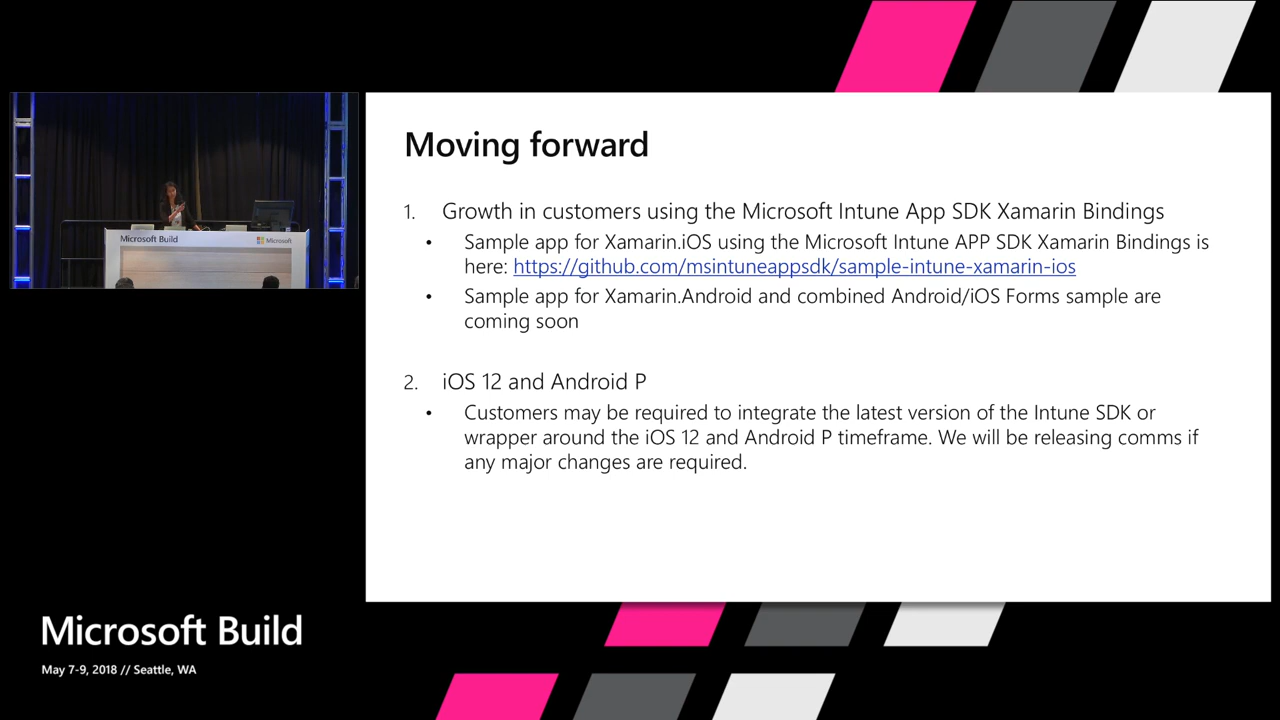 Moving forward
1. Growth in customers using the Microsoft Intune App SDK Xamarin Bindings
• Sample app for Xamarin.iOS using the Microsoft Intune APP SDK Xamarin Bindings is
here: https://github.com/msintuneappsdk/sample-intune-xamarin-ios
• Sample app for Xamarin.Android and combined Android/iOS Forms sample are
coming soon
2. iOS 12 and Android P
• Customers may be required to integrate the latest version of the Intune SDK or
wrapper around the iOS 12 and Android P timeframe. We will be releasing comms if
any major changes are required.
Microsoft Build
Microsoft
Microsoft Build
May 7-9, 2018 // Seattle, WA